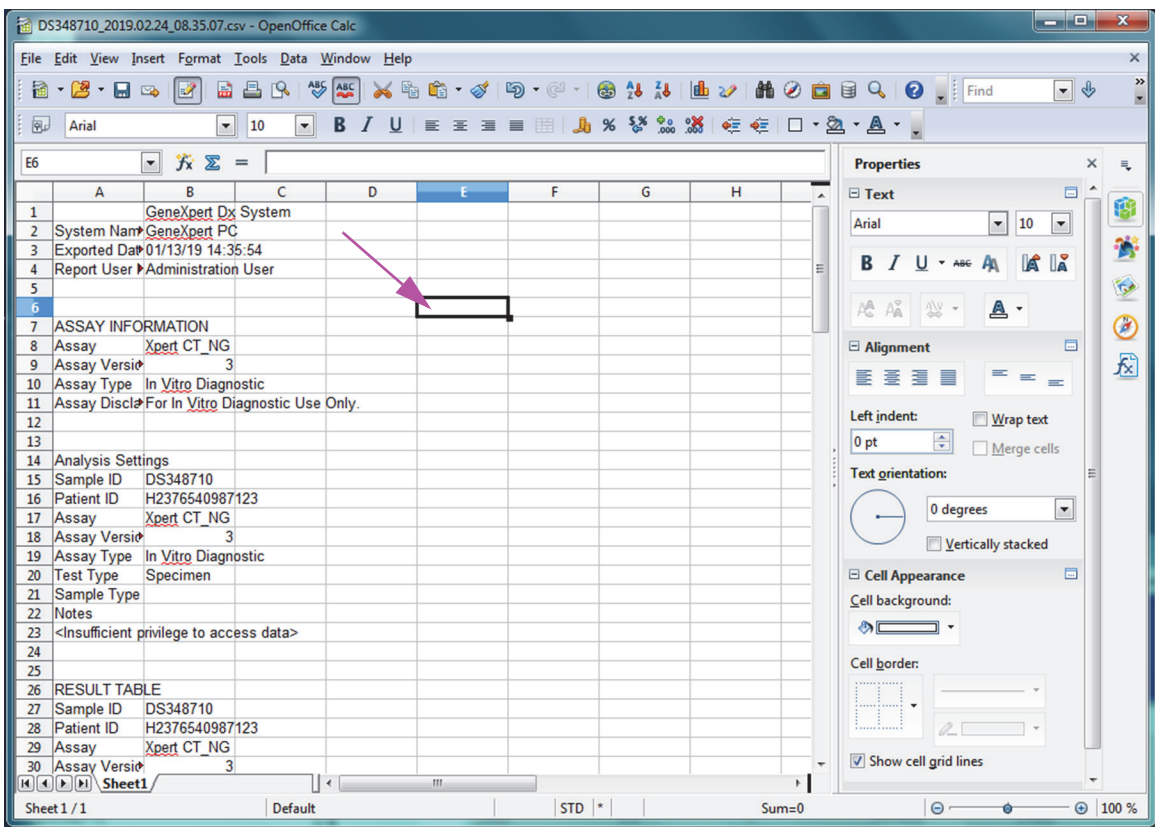 DS348710_2019.02.24_08.35.07.csv - OpenOffice Calc
File Edit View Insert Format Tools Data Window Help
Find
Arial 10 B I U
E6
A B C D E F G H
1 GeneXpert Dx System
2 System Nam GeneXpert PC
3 Exported Dat 01/13/19 14:35:54
4 Report User Administration User
5
6
7 ASSAY INFORMATION
8 Assay Xpert CT_NG
9 Assay Versio 3
10 Assay Type In Vitro Diagnostic
11 Assay Discla For In Vitro Diagnostic Use Only.
12
13
14 Analysis Settings
15 Sample ID DS348710
16 Patient ID H2376540987123
17 Assay Xpert CT_NG
18 Assay Versio 3
19 Assay Type In Vitro Diagnostic
20 Test Type Specimen
21 Sample Type
22 Notes
23 <Insufficient privilege to access data>
24
25
26 RESULT TABLE
27 Sample ID DS348710
28 Patient ID H2376540987123
29 Assay Xpert CT_NG
30 Assay Versio 3
Sheet1
Sheet 1 / 1 Default STD * Sum=0 100 %
Properties
Text
Arial 10
B I U ABC
Alignment
Left indent: Wrap text
0 pt Merge cells
Text orientation:
0 degrees
Vertically stacked
Cell Appearance
Cell background:
Cell border:
Show cell grid lines